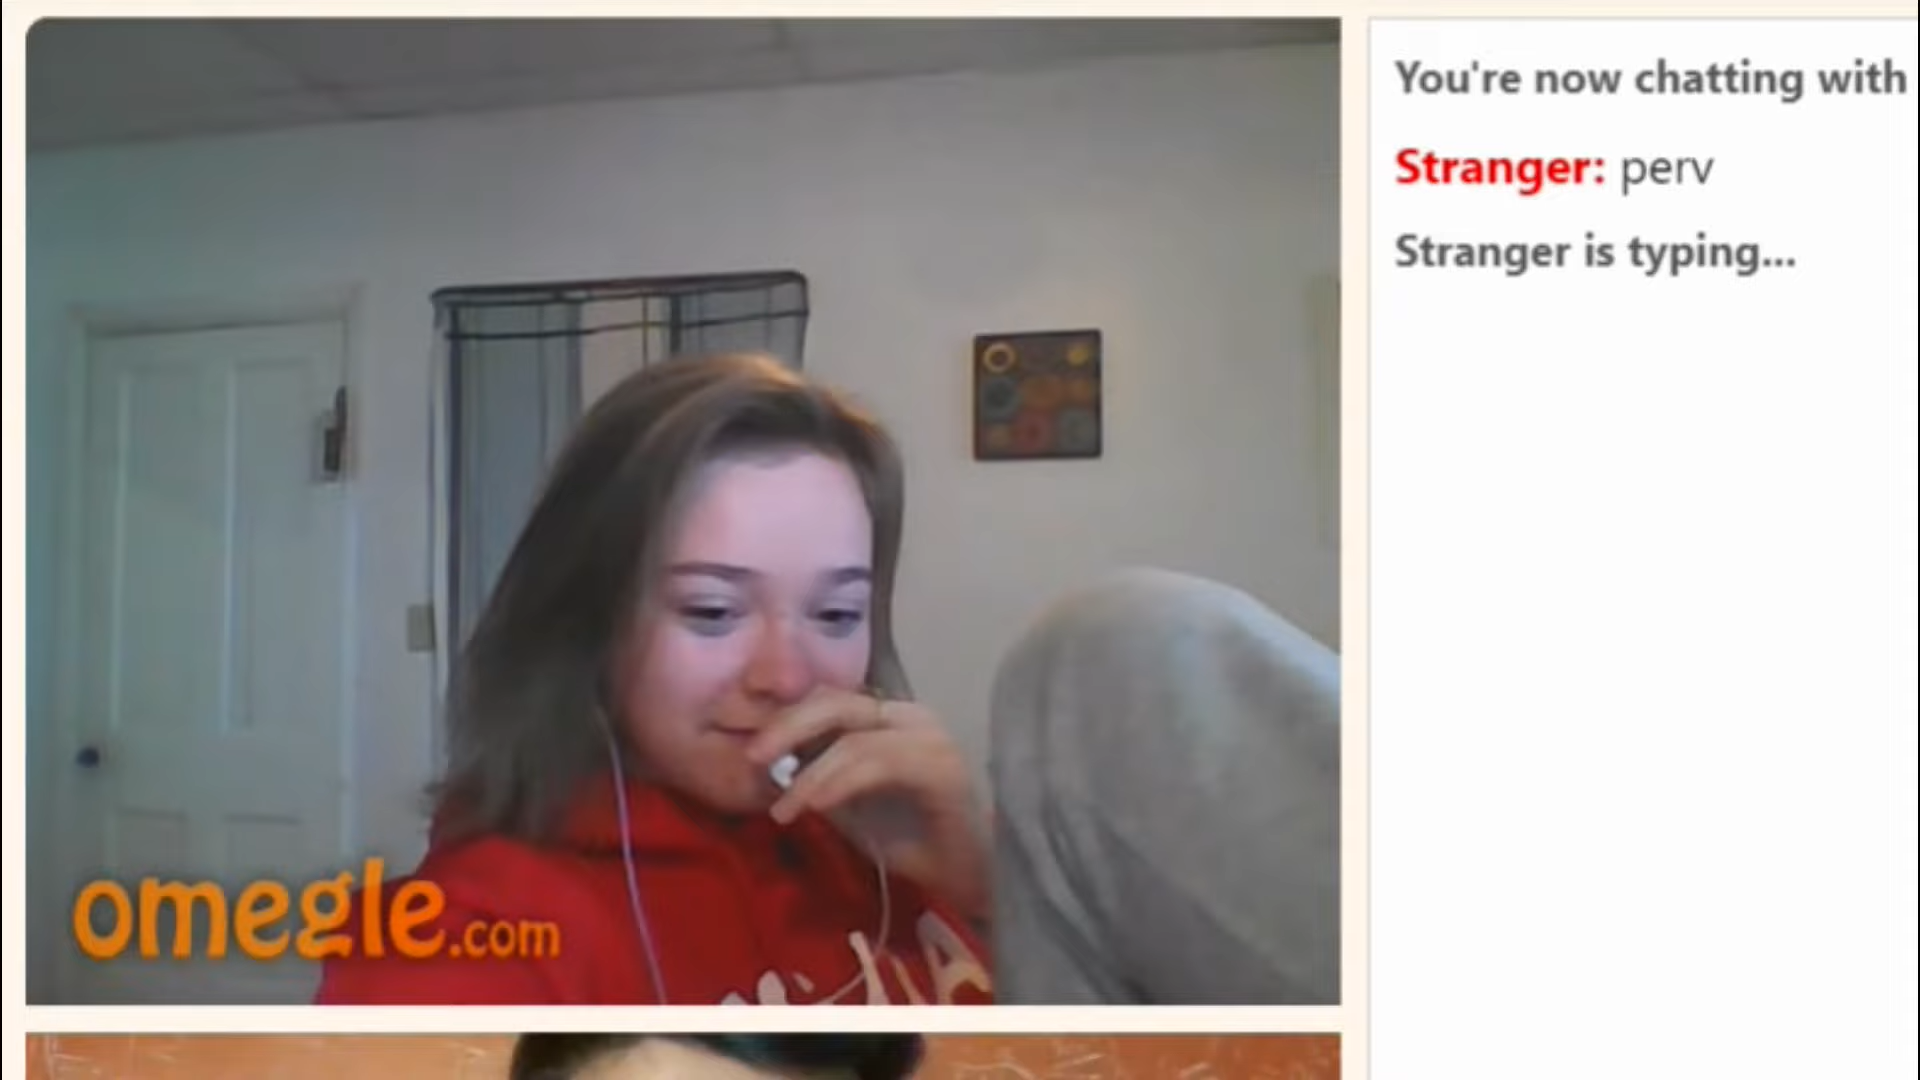 You're now chatting with
Stranger: perv
Stranger is typing...
omegle.com